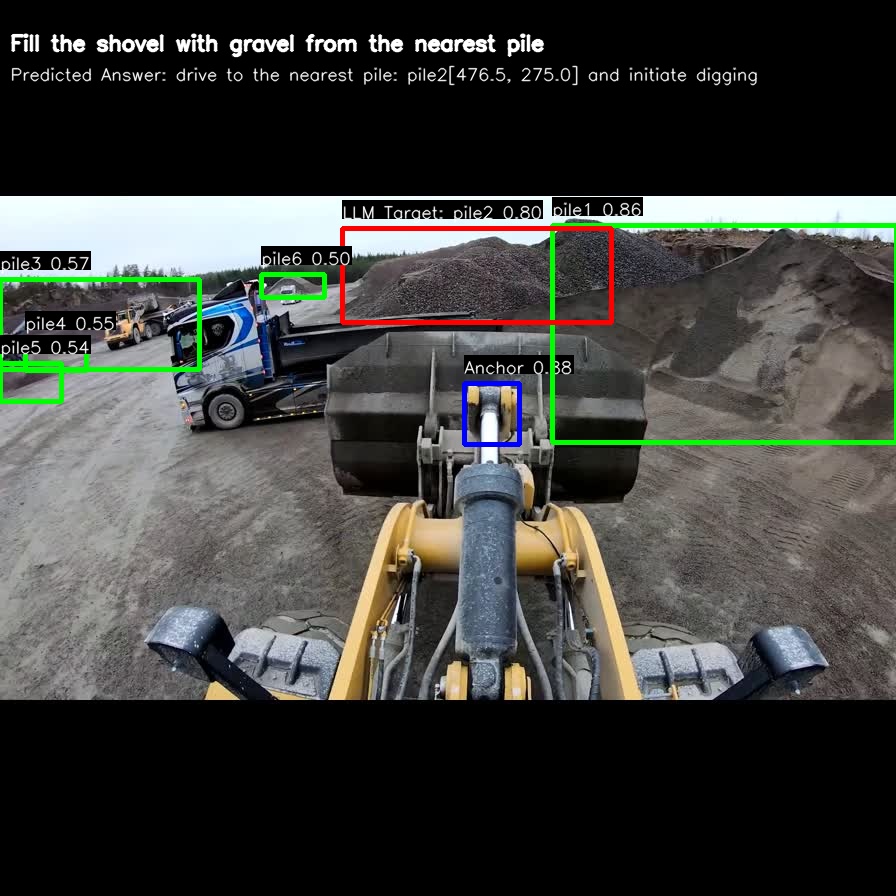 Fill the shovel with gravel from the nearest pile
Predicted Answer: drive to the nearest pile: pile2[476.5, 275.0] and initiate digging
LLM Target: pile2 0.80
pile1 0.86
pile3 0.57
pile6 0.50
pile4 0.55
pile5 0.54
Anchor 0.88